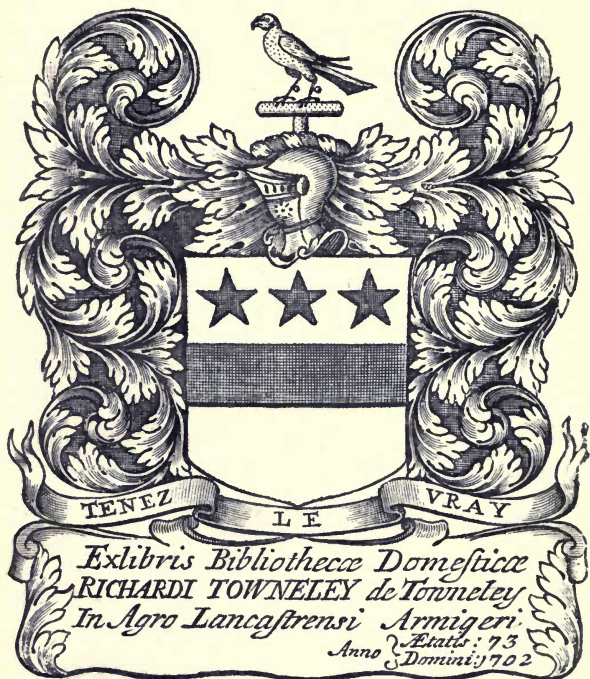 TENEZ LE VRAY
Exlibris Bibliothecæ Domeſticæ
RICHARDI TOWNELEY de Towneley
In Agro Lancaſtrensi Armigeri
Anno } Ætatis: 73
Domini: 1702